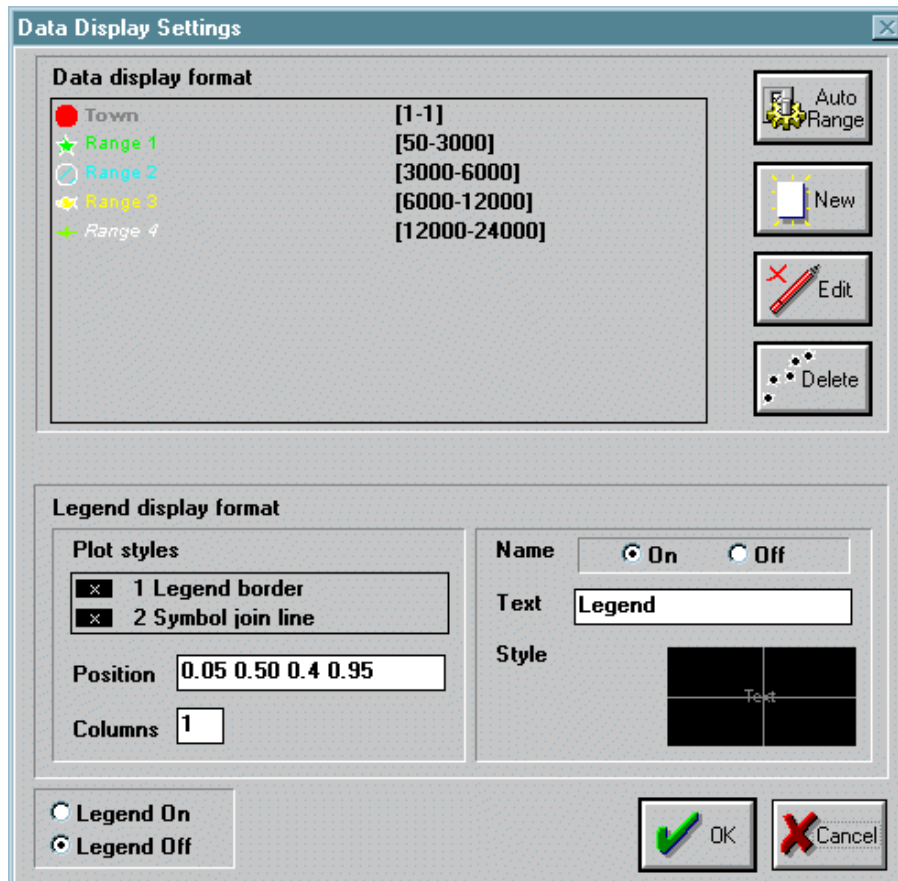 Data Display Settings
Data display format
Town [1-1]
Range 1 [50-3000]
Range 2 [3000-6000]
Range 3 [6000-12000]
Range 4 [12000-24000]
Auto
Range
New
Edit
Delete
Legend display format
Plot styles
1 Legend border
2 Symbol join line
Position 0.05 0.50 0.4 0.95
Columns 1
Name On Off
Text Legend
Style
Text
Legend On
Legend Off
OK
Cancel